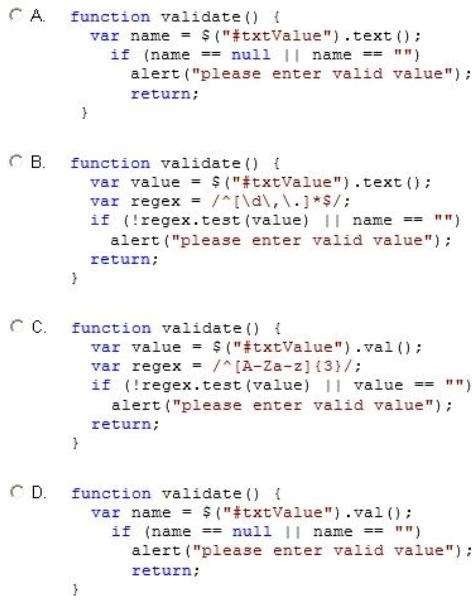 A. function validate() {
var name = $("#txtValue").text();
if (name == null || name == "")
alert("please enter valid value");
return;
}
B. function validate() {
var value = $("#txtValue").text();
var regex = /^[\d\,\.]*$/;
if (!regex.test(value) || name == "")
alert("please enter valid value");
return;
}
C. function validate() {
var value = $("#txtValue").val();
var regex = /^[A-Za-z]{3}/;
if (!regex.test(value) || value == "")
alert("please enter valid value");
return;
}
D. function validate() {
var name = $("#txtValue").val();
if (name == null || name == "")
alert("please enter valid value");
return;
}